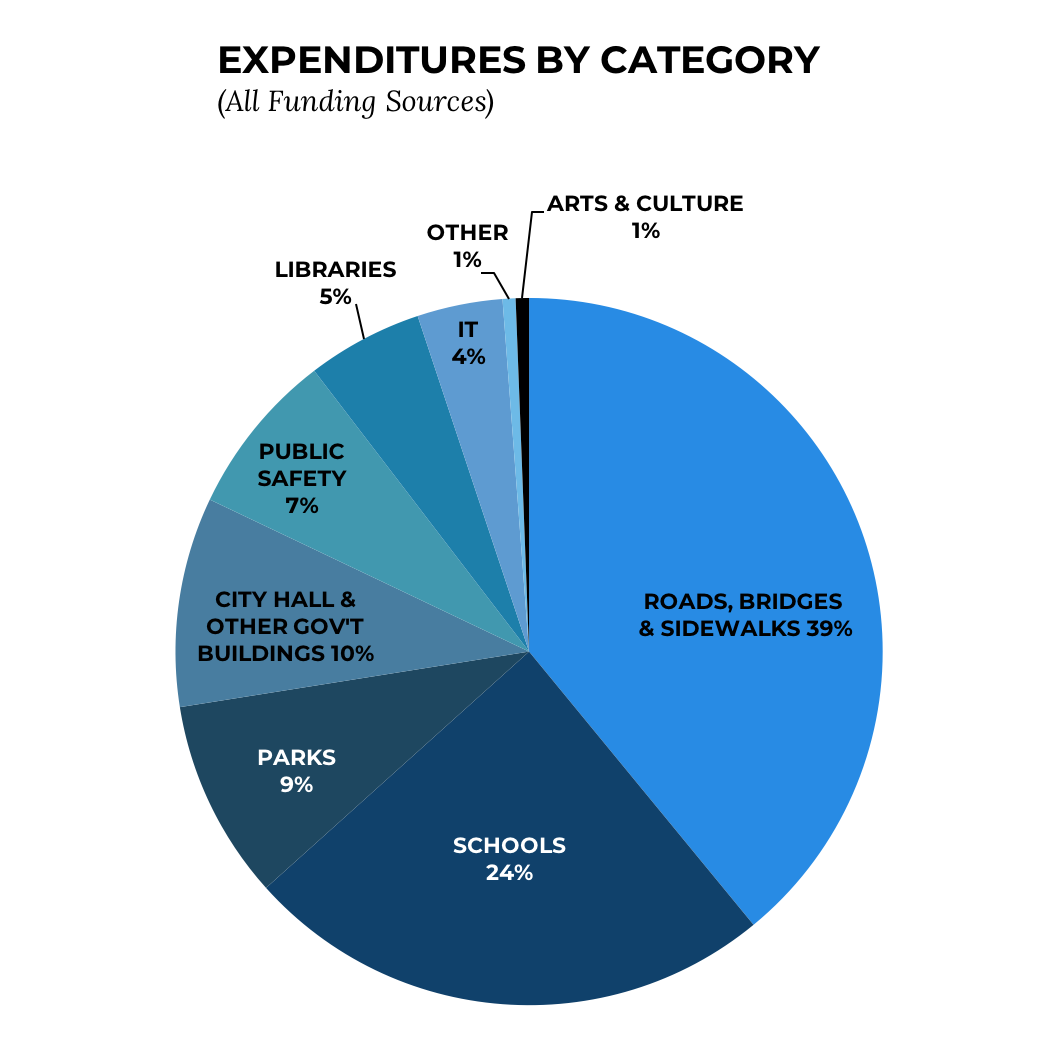 EXPENDITURES BY CATEGORY
(All Funding Sources)
ARTS & CULTURE
1%
OTHER
1%
LIBRARIES
5%
IT
4%
PUBLIC
SAFETY
7%
CITY HALL &
OTHER GOV'T
BUILDINGS 10%
ROADS, BRIDGES
& SIDEWALKS 39%
PARKS
9%
SCHOOLS
24%